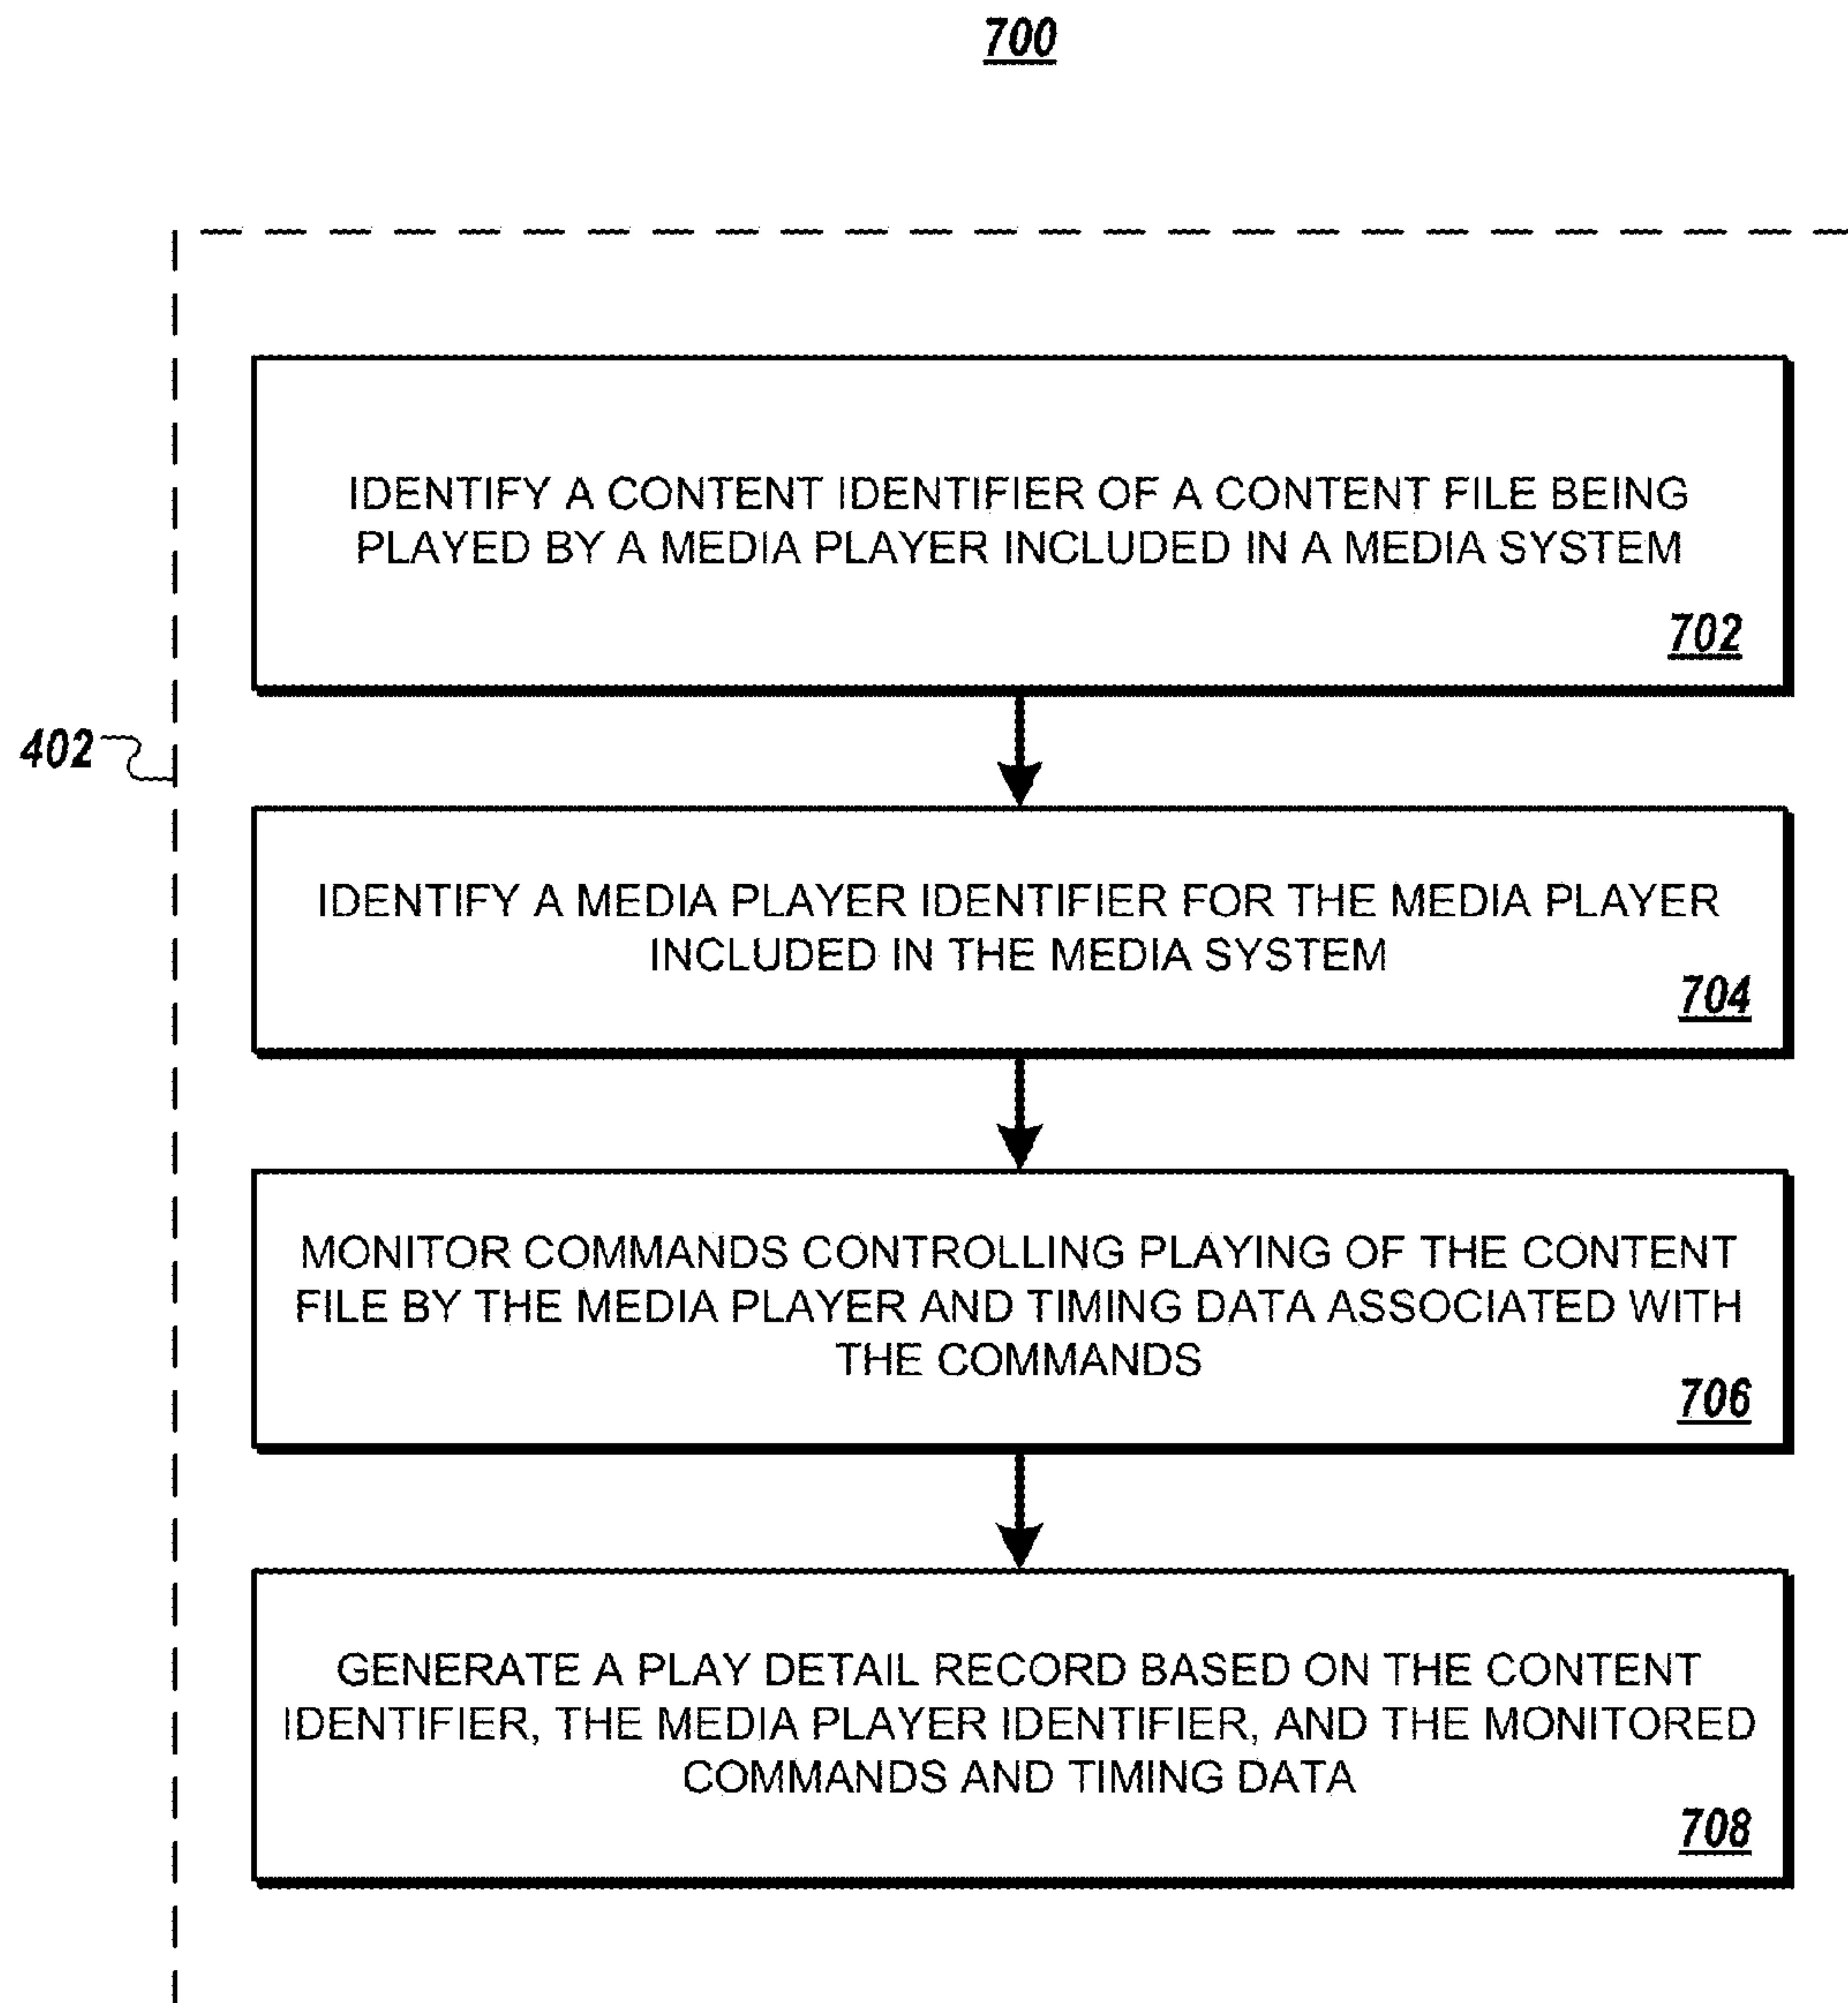 700
IDENTIFY A CONTENT IDENTIFIER OF A CONTENT FILE BEING
PLAYED BY A MEDIA PLAYER INCLUDED IN A MEDIA SYSTEM
702
402
IDENTIFY A MEDIA PLAYER IDENTIFIER FOR THE MEDIA PLAYER
INCLUDED IN THE MEDIA SYSTEM
704
MONITOR COMMANDS CONTROLLING PLAYING OF THE CONTENT
FILE BY THE MEDIA PLAYER AND TIMING DATA ASSOCIATED WITH
THE COMMANDS
706
GENERATE A PLAY DETAIL RECORD BASED ON THE CONTENT
IDENTIFIER, THE MEDIA PLAYER IDENTIFIER, AND THE MONITORED
COMMANDS AND TIMING DATA
708